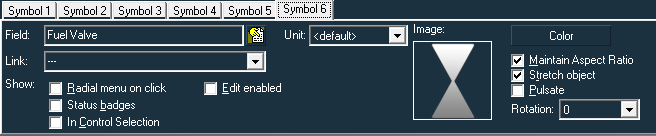 Symbol 1 Symbol 2 Symbol 3 Symbol 4 Symbol 5 Symbol 6
Field: Fuel Valve Unit: <default> Image: Color
Link: --- Maintain Aspect Ratio
Stretch object
Show: Radial menu on click Edit enabled Pulsate
Status badges Rotation: 0
In Control Selection